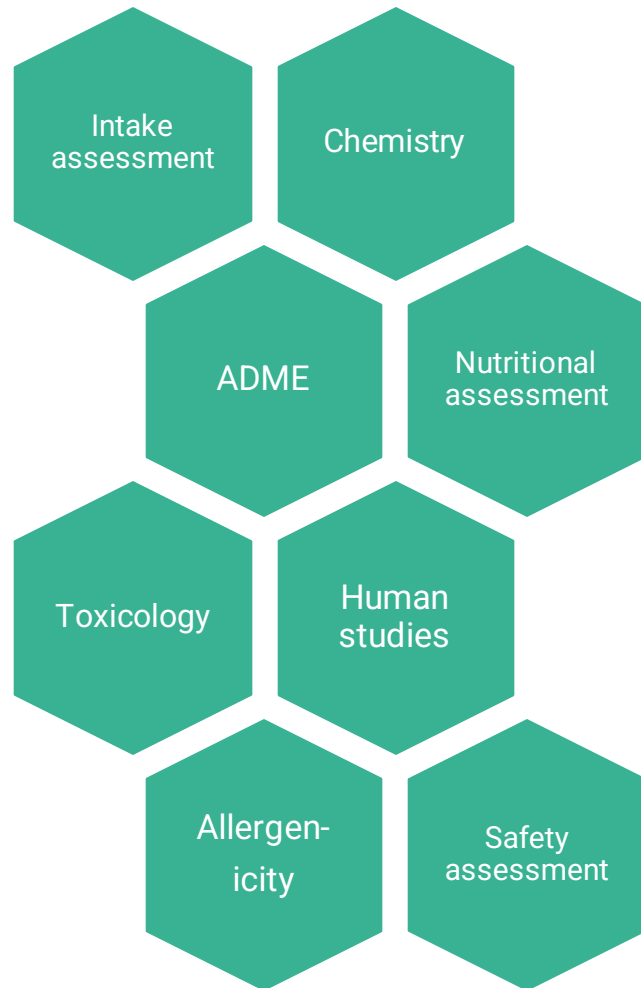 Intake
assessment
Chemistry
ADME
Nutritional
assessment
Toxicology
Human
studies
Allergen-
icity
Safety
assessment